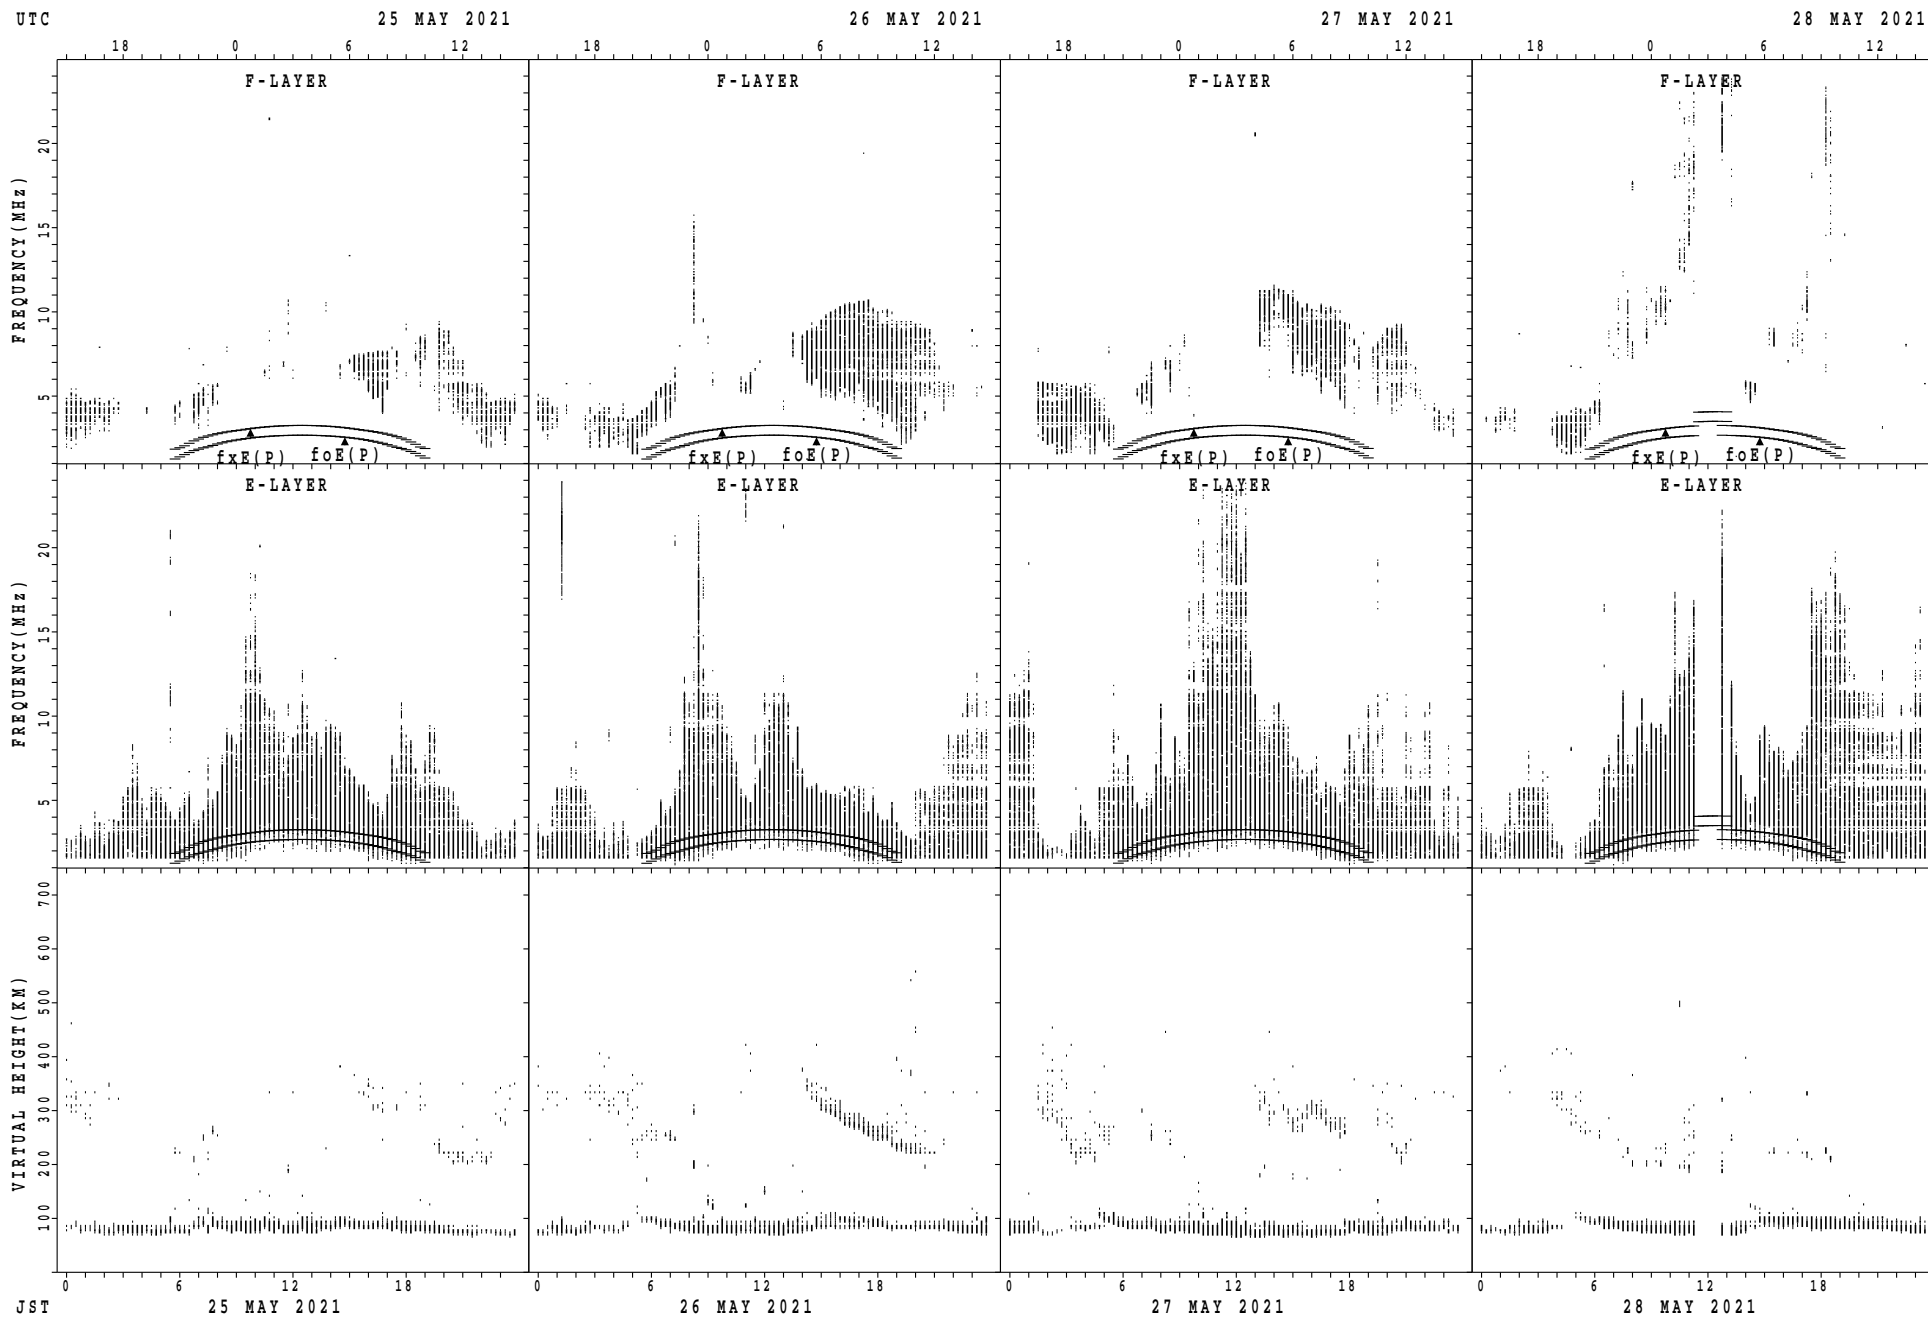 UTC 25 MAY 2021 26 MAY 2021 27 MAY 2021 28 MAY 2021
18 0 6 12 18 0 6 12 18 0 6 12 18 0 6 12
F-LAYER F-LAYER F-LAYER F-LAYER
FREQUENCY(MHz)
20
15
10
5
fxE(P) foE(P) fxE(P) foE(P) fxE(P) foE(P) fxE(P) foE(P)
E-LAYER E-LAYER E-LAYER E-LAYER
FREQUENCY(MHz)
20
15
10
5
VIRTUAL HEIGHT(KM)
700
600
500
400
300
200
100
0 6 12 18 0 6 12 18 0 6 12 18 0 6 12 18
JST 25 MAY 2021 26 MAY 2021 27 MAY 2021 28 MAY 2021